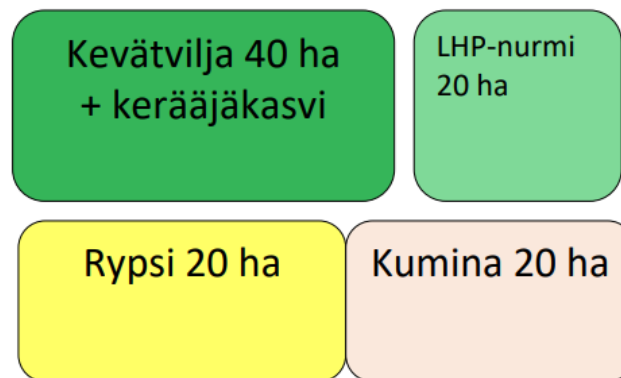 Kevätvilja 40 ha
+ kerääjäkasvi
LHP-nurmi
20 ha
Rypsi 20 ha
Kumina 20 ha